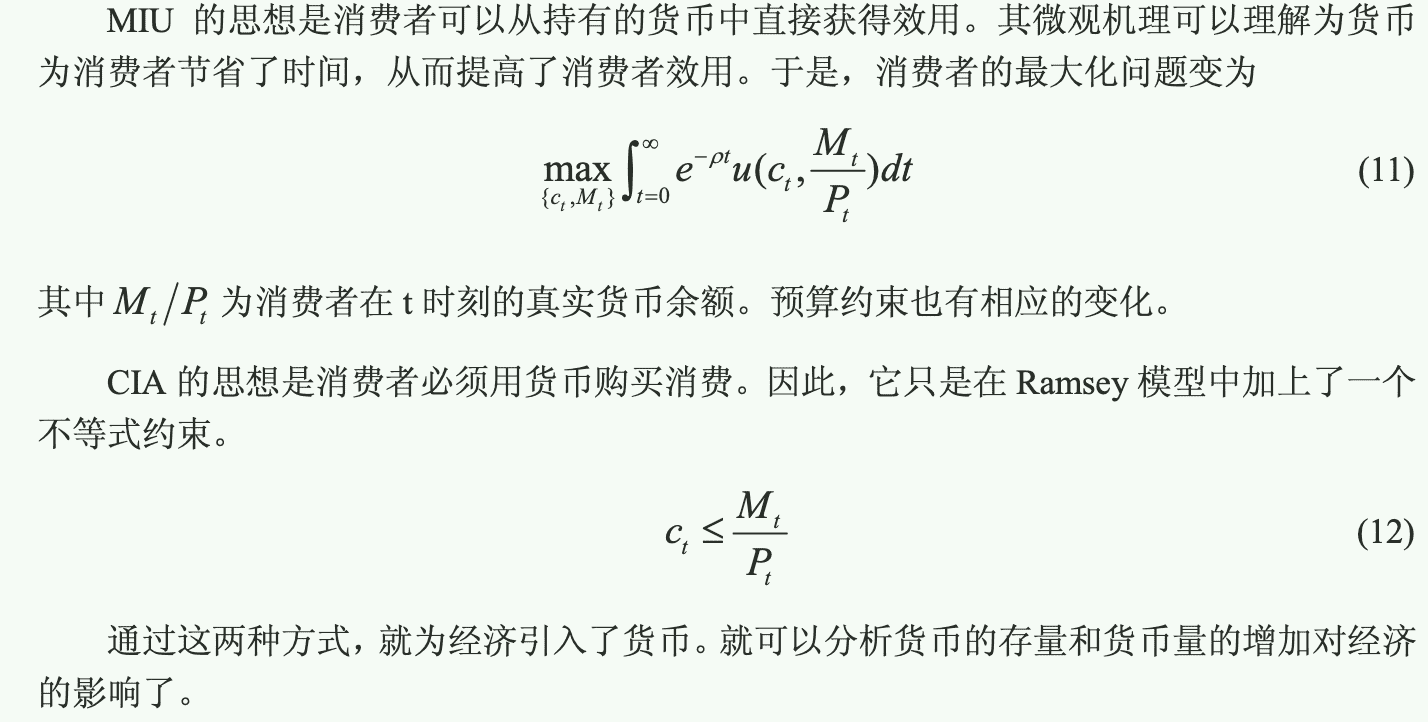 MIU 的思想是消费者可以从持有的货币中直接获得效用。其微观机理可以理解为货币
为消费者节省了时间，从而提高了消费者效用。于是，消费者的最大化问题变为
$$\max_{\{c_t, M_t\}} \int_{t=0}^{\infty} e^{-\rho t} u(c_t, \frac{M_t}{P_t}) dt$$ (11)
其中 $M_t/P_t$ 为消费者在 t 时刻的真实货币余额。预算约束也有相应的变化。
CIA 的思想是消费者必须用货币购买消费。因此，它只是在 Ramsey 模型中加上了一个
不等式约束。
$$c_t \leq \frac{M_t}{P_t}$$ (12)
通过这两种方式，就为经济引入了货币。就可以分析货币的存量和货币量的增加对经济
的影响了。